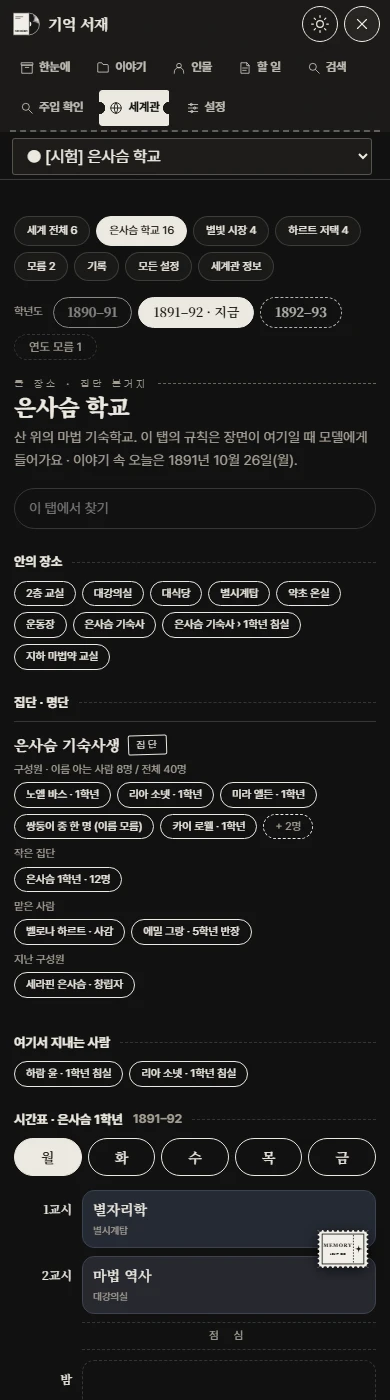 기억 서재
한눈에 이야기 인물 할 일 검색
주입 확인 세계관 설정
[시험] 은사슴 학교
세계 전체 6 은사슴 학교 16 별빛 시장 4 하르트 저택 4
모름 2 기록 모든 설정 세계관 정보
학년도 1890–91 1891–92 · 지금 1892–93
연도 모름 1
장소 · 집단 본거지
은사슴 학교
산 위의 마법 기숙학교. 이 탭의 규칙은 장면이 여기일 때 모델에게
들어가요 · 이야기 속 오늘은 1891년 10월 26일(월).
이 탭에서 찾기
안의 장소
2층 교실 대강의실 대식당 별시계탑 약초 온실
운동장 은사슴 기숙사 은사슴 기숙사 › 1학년 침실
지하 마법약 교실
집단 · 명단
은사슴 기숙사생 집단
구성원 · 이름 아는 사람 8명 / 전체 40명
노엘 바스 · 1학년 리아 소넷 · 1학년 미라 엘든 · 1학년
쌍둥이 중 한 명 (이름 모름) 카이 로웰 · 1학년 + 2명
작은 집단
은사슴 1학년 · 12명
맡은 사람
벨로나 하르트 · 사감 에밀 그랑 · 5학년 반장
지난 구성원
세라핀 은사슴 · 창립자
여기서 지내는 사람
하람 윤 · 1학년 침실 리아 소넷 · 1학년 침실
시간표 · 은사슴 1학년 1891–92
월 화 수 목 금
1교시 별자리학
별시계탑
MEMORY
2교시 마법 역사
대강의실
점 심
밤